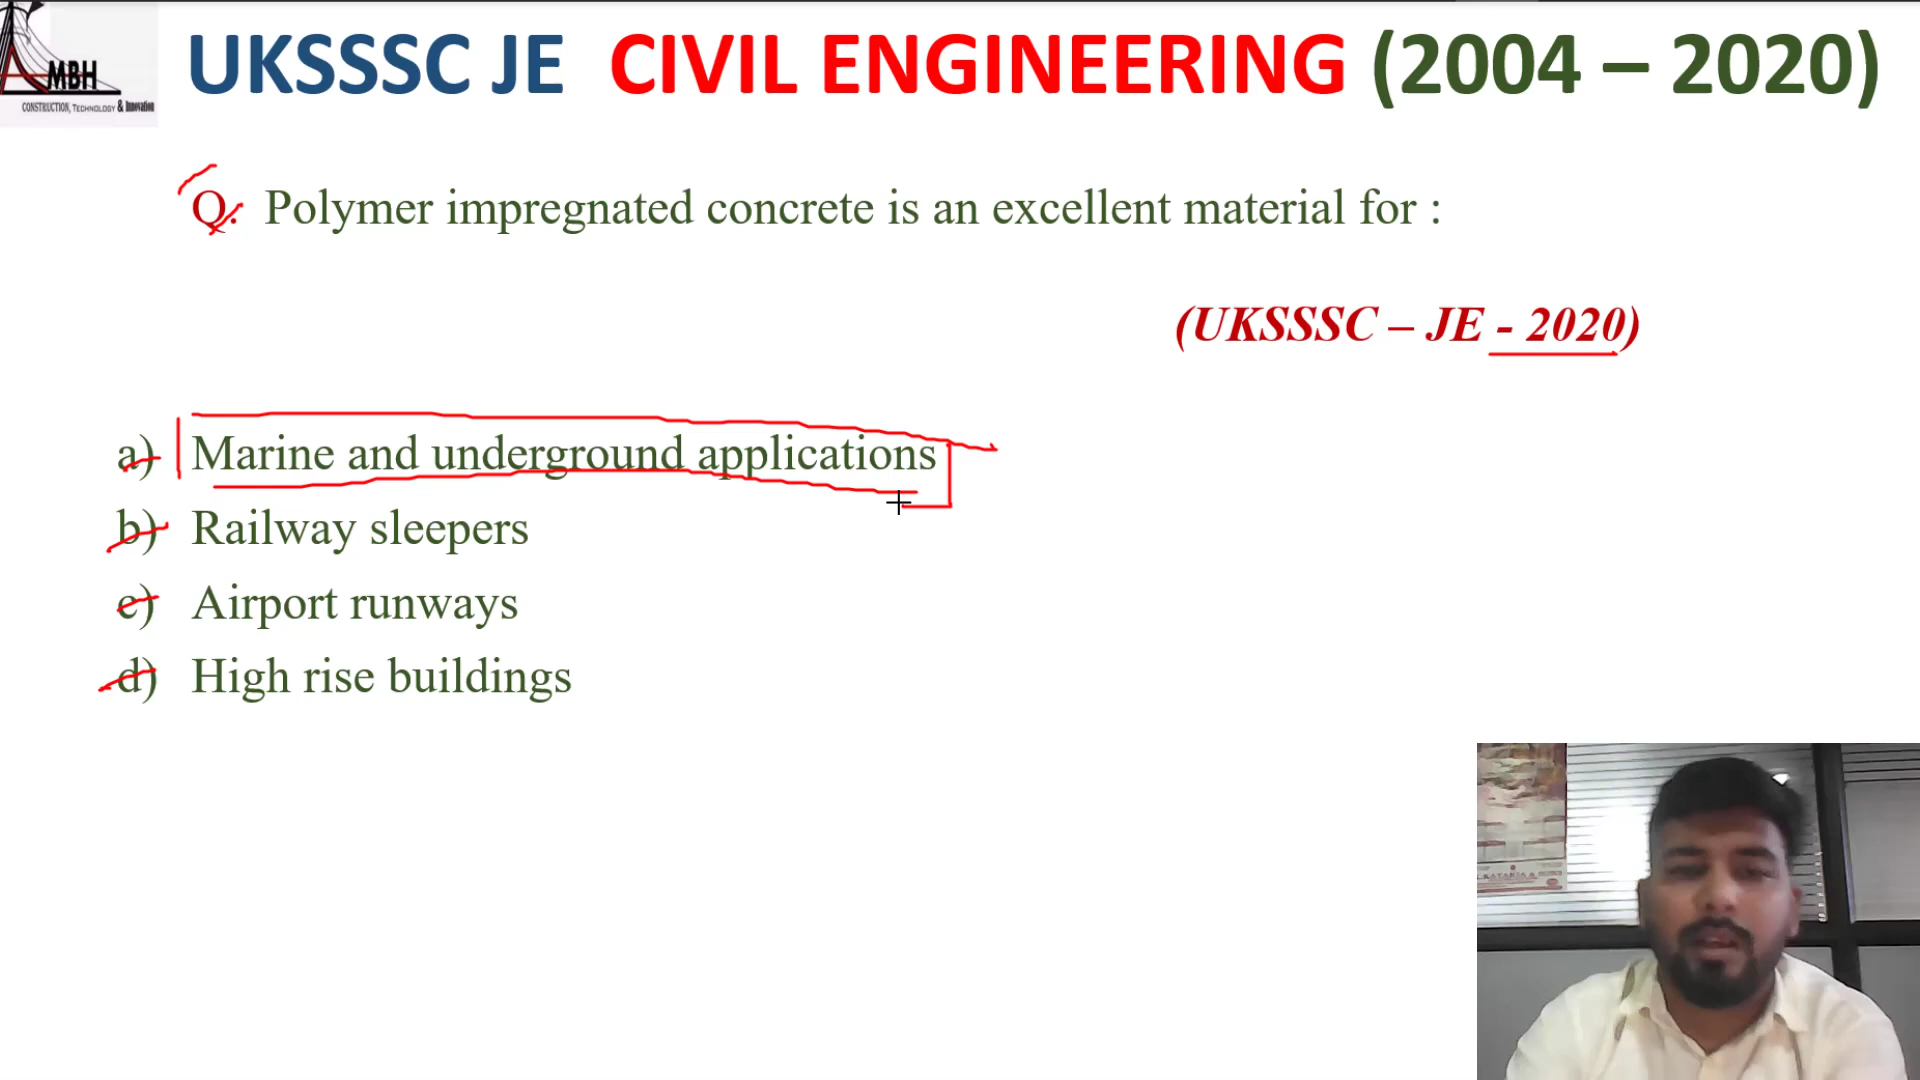 MBH
CONSTRUCTION, TECHNOLOGY & Innovation
UKSSSC JE CIVIL ENGINEERING (2004 – 2020)
Q. Polymer impregnated concrete is an excellent material for :
(UKSSSC – JE - 2020)
a) Marine and underground applications
b) Railway sleepers
c) Airport runways
d) High rise buildings
KATARIA &